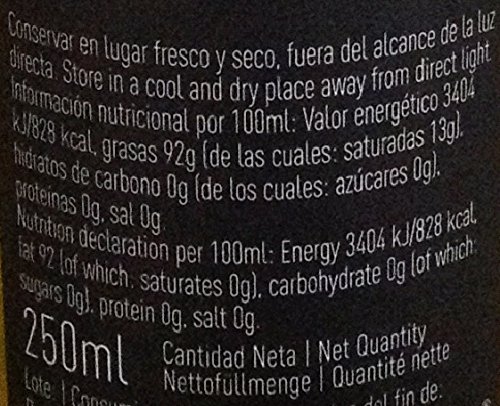 Conservar en lugar fresco y seco, fuera del alcance de la luz
directa. Store in a cool and dry place away from direct light.
Información nutricional por 100ml: Valor energético 3404
kJ/828 kcal, grasas 92g (de las cuales: saturadas 13g),
hidratos de carbono 0g (de los cuales: azúcares 0g),
proteínas 0g, sal 0g.
Nutrition declaration per 100ml: Energy 3404 kJ/828 kcal,
fat 92 (of which: saturates 0g), carbohydrate 0g (of which:
sugars 0g), protein 0g, salt 0g.
250ml
Cantidad Neta | Net Quantity
Nettofüllmenge | Quantité nette
Lote. |
del fin de: